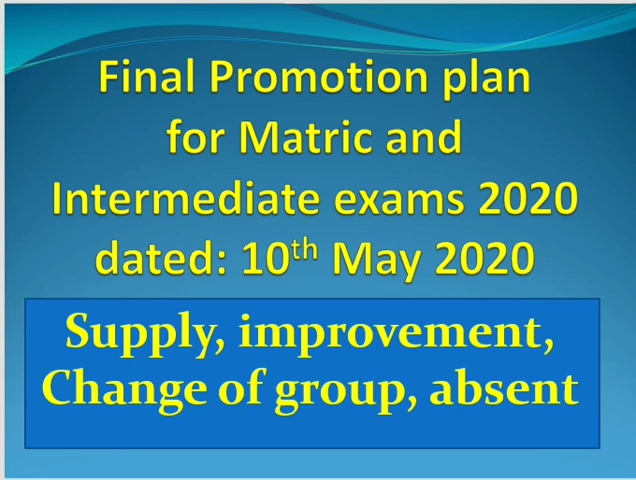 Final Promotion plan
for Matric and
Intermediate exams 2020
dated: 10th May 2020
Supply, improvement,
Change of group, absent